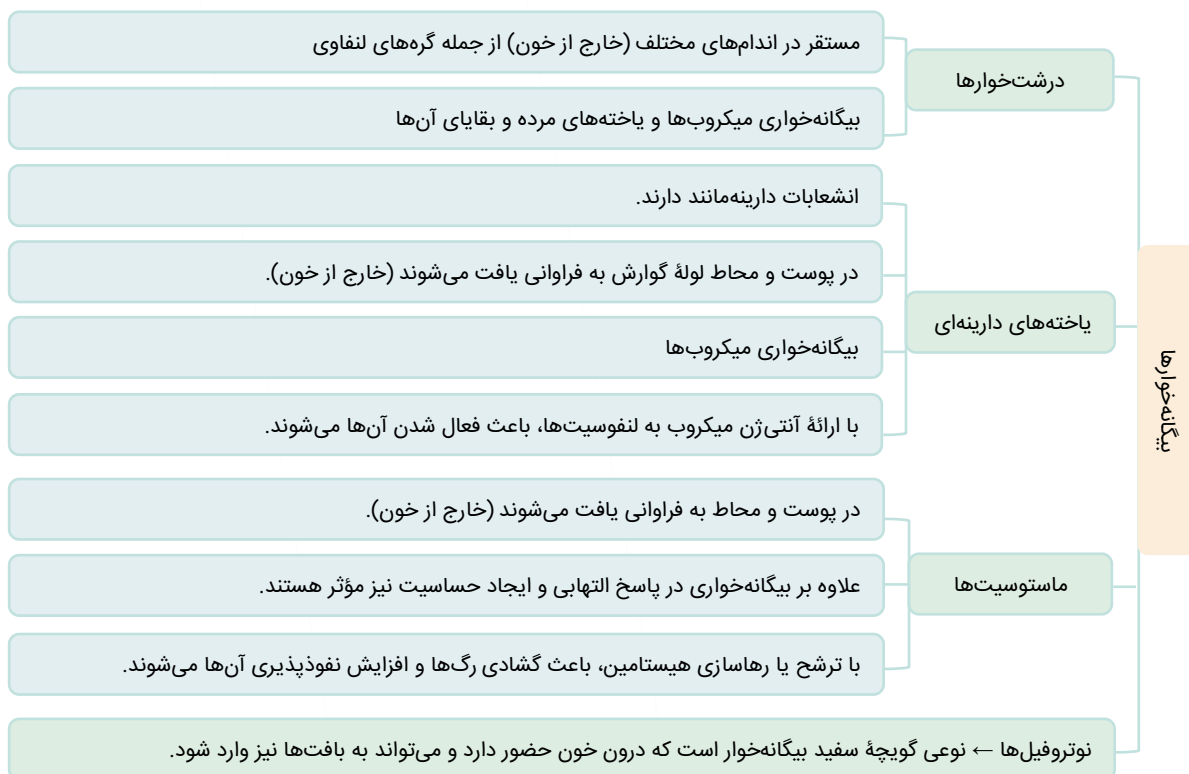 بیگانه‌خوارها
درشت‌خوارها
مستقر در اندام‌های مختلف (خارج از خون) از جمله گره‌های لنفاوی
بیگانه‌خواری میکروب‌ها و یاخته‌های مرده و بقایای آن‌ها
یاخته‌های دارینه‌ای
انشعابات دارینه‌مانند دارند.
در پوست و محاط لولهٔ گوارش به فراوانی یافت می‌شوند (خارج از خون).
بیگانه‌خواری میکروب‌ها
با ارائهٔ آنتی‌ژن میکروب به لنفوسیت‌ها، باعث فعال شدن آن‌ها می‌شوند.
ماستوسیت‌ها
در پوست و محاط به فراوانی یافت می‌شوند (خارج از خون).
علاوه بر بیگانه‌خواری در پاسخ التهابی و ایجاد حساسیت نیز مؤثر هستند.
با ترشح یا رهاسازی هیستامین، باعث گشادی رگ‌ها و افزایش نفوذپذیری آن‌ها می‌شوند.
نوتروفیل‌ها ← نوعی گویچهٔ سفید بیگانه‌خوار است که درون خون حضور دارد و می‌تواند به بافت‌ها نیز وارد شود.